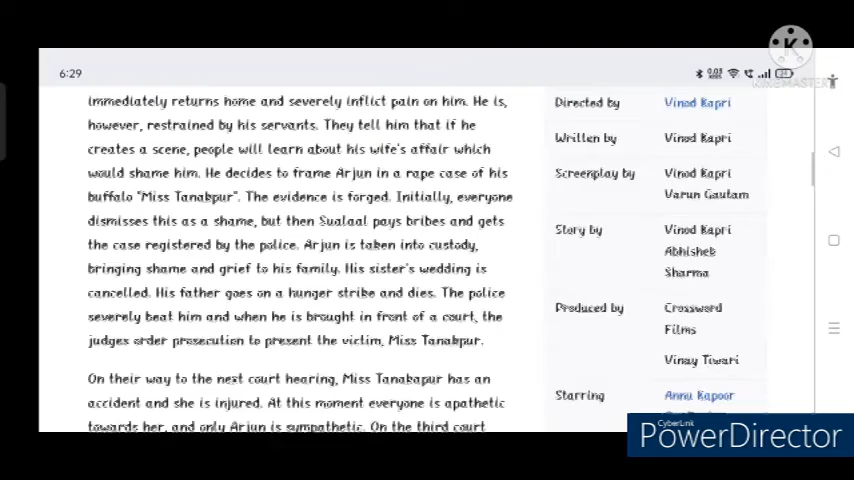 6:29
KINEMASTER
immediately returns home and severely inflict pain on him. He is,
however, restrained by his servants. They tell him that if he
creates a scene, people will learn about his wife's affair which
would shame him. He decides to frame Arjun in a rape case of his
buffalo "Miss Tanakpur". The evidence is forged. Initially, everyone
dismisses this as a shame, but then Sualaal pays bribes and gets
the case registered by the police. Arjun is taken into custody,
bringing shame and grief to his family. His sister's wedding is
cancelled. His father goes on a hunger strike and dies. The police
severely beat him and when he is brought in front of a court, the
judges order prosecution to present the victim, Miss Tanakpur.
On their way to the next court hearing, Miss Tanakapur has an
accident and she is injured. At this moment everyone is apathetic
towards her, and only Arjun is sympathetic. On the third court
Directed by Vinod Kapri
Written by Vinod Kapri
Screenplay by Vinod Kapri
Varun Gautam
Story by Vinod Kapri
Abhishek
Sharma
Produced by Crossword
Films
Vinay Tiwari
Starring Annu Kapoor
CyberLink
PowerDirector